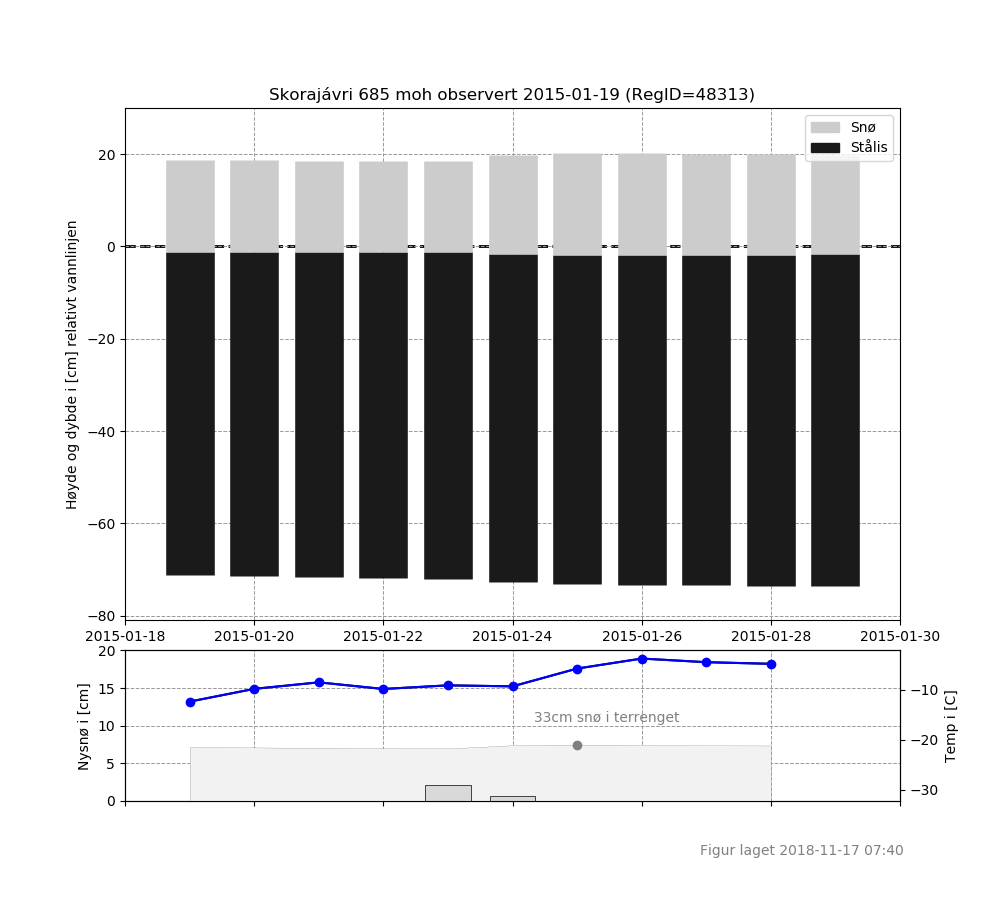 Skorajávri 685 moh observert 2015-01-19 (RegID=48313)
Snø
Stålis
Høyde og dybde i [cm] relativt vannlinjen
20
0
−20
−40
−60
−80
2015-01-18
2015-01-20
2015-01-22
2015-01-24
2015-01-26
2015-01-28
2015-01-30
Nysnø i [cm]
20
15
10
5
0
33cm snø i terrenget
−10
−20
−30
Temp i [C]
Figur laget 2018-11-17 07:40